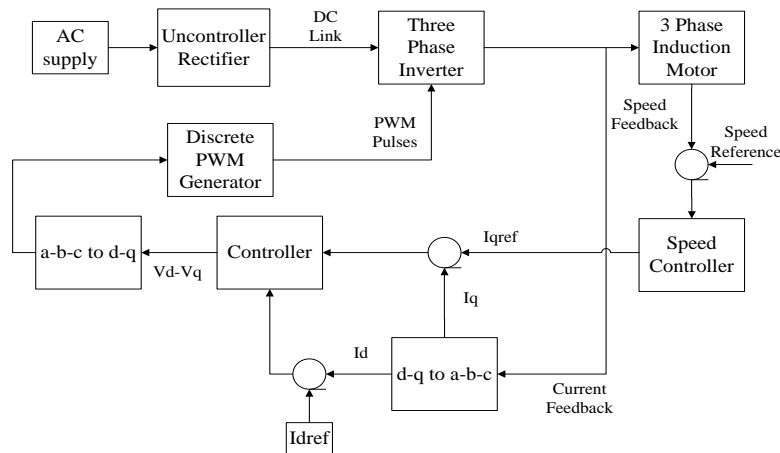 AC
supply
Uncontroller
Rectifier
DC
Link
Three
Phase
Inverter
3 Phase
Induction
Motor
Speed
Feedback
Speed
Reference
PWM
Pulses
Discrete
PWM
Generator
a-b-c to d-q
Vd-Vq
Controller
Iqref
Speed
Controller
Iq
Id
d-q to a-b-c
Current
Feedback
Idref